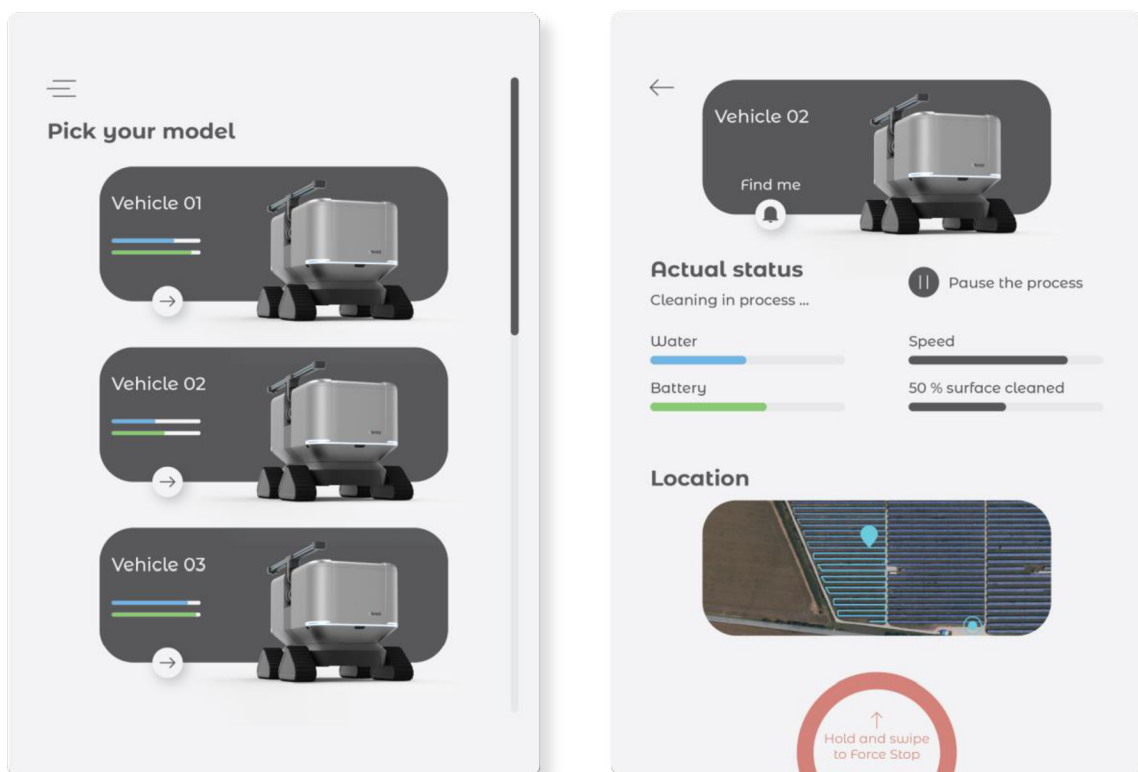 Pick your model
Vehicle 01
Vehicle 02
Vehicle 03
Vehicle 02
Find me
Actual status
Cleaning in process ...
Pause the process
Water
Speed
Battery
50 % surface cleaned
Location
Hold and swipe
to Force Stop